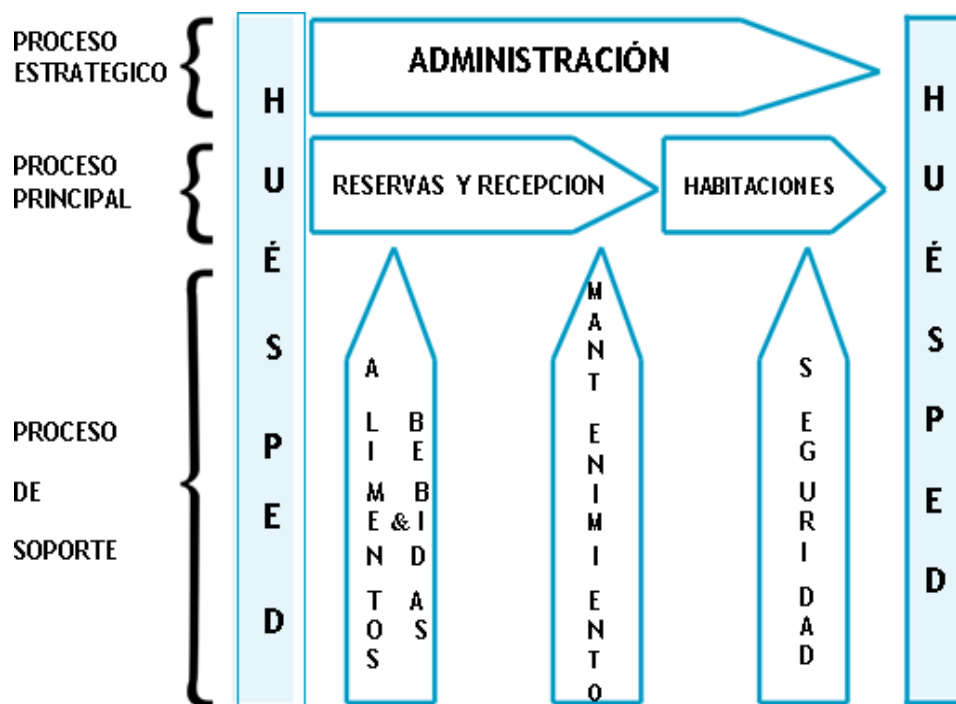 PROCESO
ESTRATEGICO
HUÉSPED
ADMINISTRACIÓN
HUÉSPED
PROCESO
PRINCIPAL
RESERVAS Y RECEPCION
HABITACIONES
PROCESO
DE
SOPORTE
ALIMENTOS
&
BEBIDAS
MANTENIMIENTO
SEGURIDAD